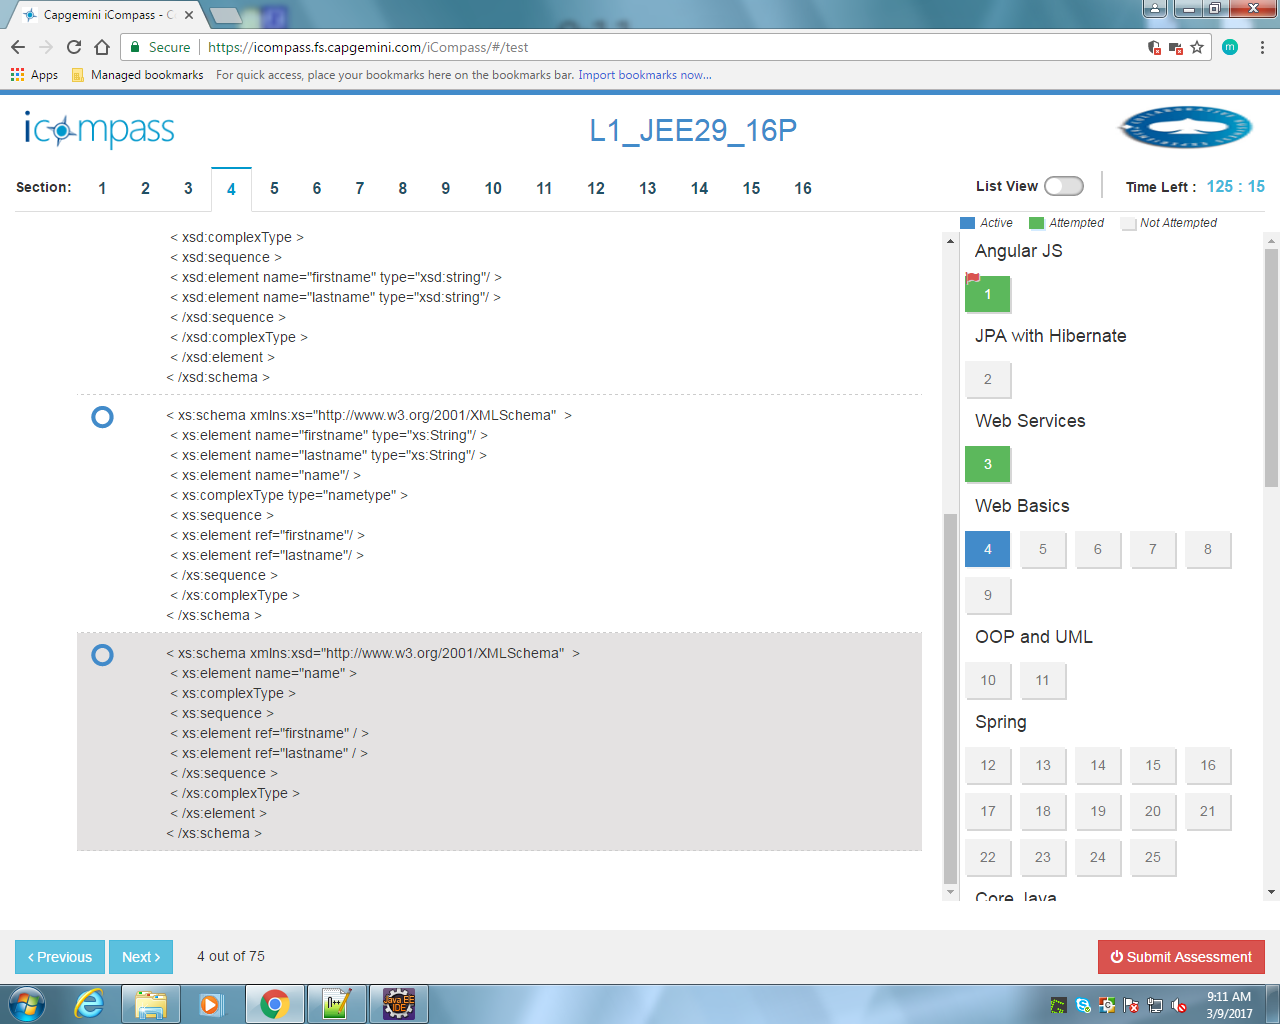 Capgemini iCompass - C
Secure
https://icompass.fs.capgemini.com/iCompass/#/test
m
Apps
Managed bookmarks
For quick access, place your bookmarks here on the bookmarks bar. Import bookmarks now...
icompass
L1_JEE29_16P
Section: 1 2 3 4 5 6 7 8 9 10 11 12 13 14 15 16
List View
Time Left : 125 : 15
Active Attempted Not Attempted
< xsd:complexType >
< xsd:sequence >
< xsd:element name="firstname" type="xsd:string"/ >
< xsd:element name="lastname" type="xsd:string"/ >
< /xsd:sequence >
< /xsd:complexType >
< /xsd:element >
< /xsd:schema >
< xs:schema xmlns:xs="http://www.w3.org/2001/XMLSchema" >
< xs:element name="firstname" type="xs:String"/ >
< xs:element name="lastname" type="xs:String"/ >
< xs:element name="name"/ >
< xs:complexType type="nametype" >
< xs:sequence >
< xs:element ref="firstname"/ >
< xs:element ref="lastname"/ >
< /xs:sequence >
< /xs:complexType >
< /xs:schema >
< xs:schema xmlns:xsd="http://www.w3.org/2001/XMLSchema" >
< xs:element name="name" >
< xs:complexType >
< xs:sequence >
< xs:element ref="firstname" / >
< xs:element ref="lastname" / >
< /xs:sequence >
< /xs:complexType >
< /xs:element >
< /xs:schema >
Angular JS
1
JPA with Hibernate
2
Web Services
3
Web Basics
4 5 6 7 8
9
OOP and UML
10 11
Spring
12 13 14 15 16
17 18 19 20 21
22 23 24 25
Core Java
‹ Previous
Next ›
4 out of 75
Submit Assessment
Java EE
IDE
9:11 AM
3/9/2017